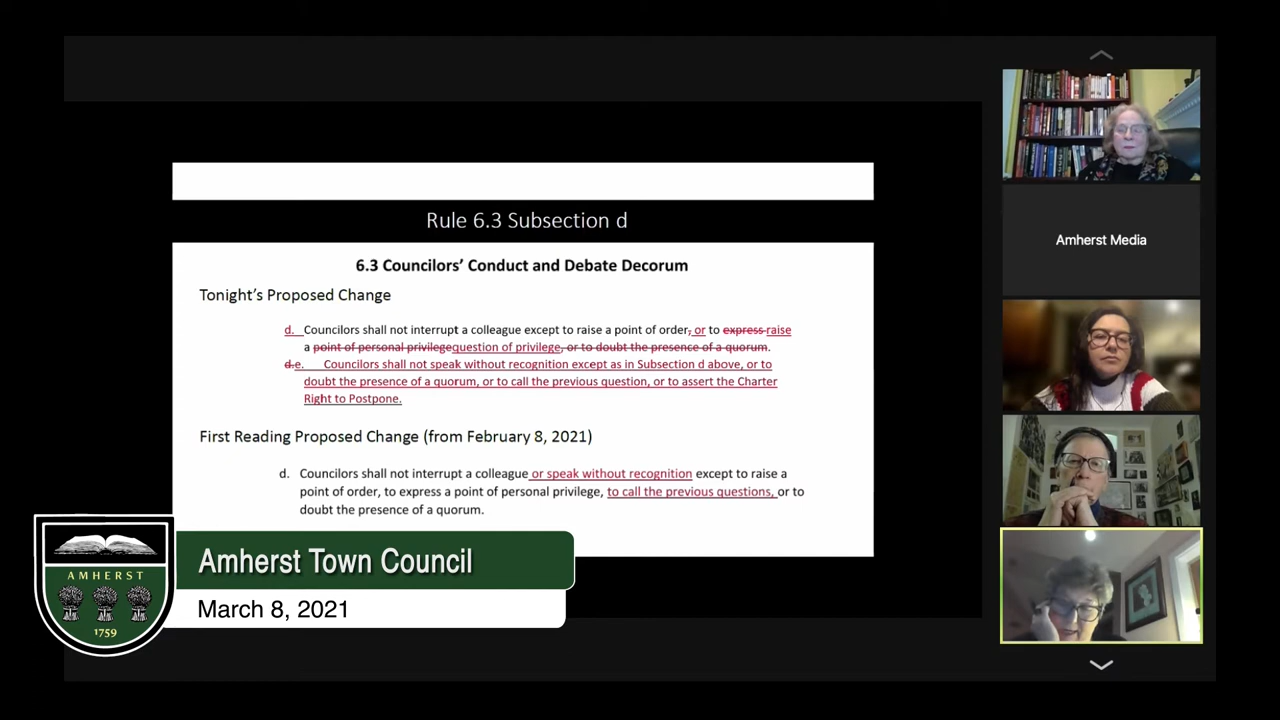 Rule 6.3 Subsection d
6.3 Councilors’ Conduct and Debate Decorum
Tonight’s Proposed Change
d. Councilors shall not interrupt a colleague except to raise a point of order, or to express raise
a point of personal privilegequestion of privilege, or to doubt the presence of a quorum.
d.e. Councilors shall not speak without recognition except as in Subsection d above, or to
doubt the presence of a quorum, or to call the previous question, or to assert the Charter
Right to Postpone.
First Reading Proposed Change (from February 8, 2021)
d. Councilors shall not interrupt a colleague or speak without recognition except to raise a
point of order, to express a point of personal privilege, to call the previous questions, or to
doubt the presence of a quorum.
Amherst Media
AMHERST
1759
Amherst Town Council
March 8, 2021